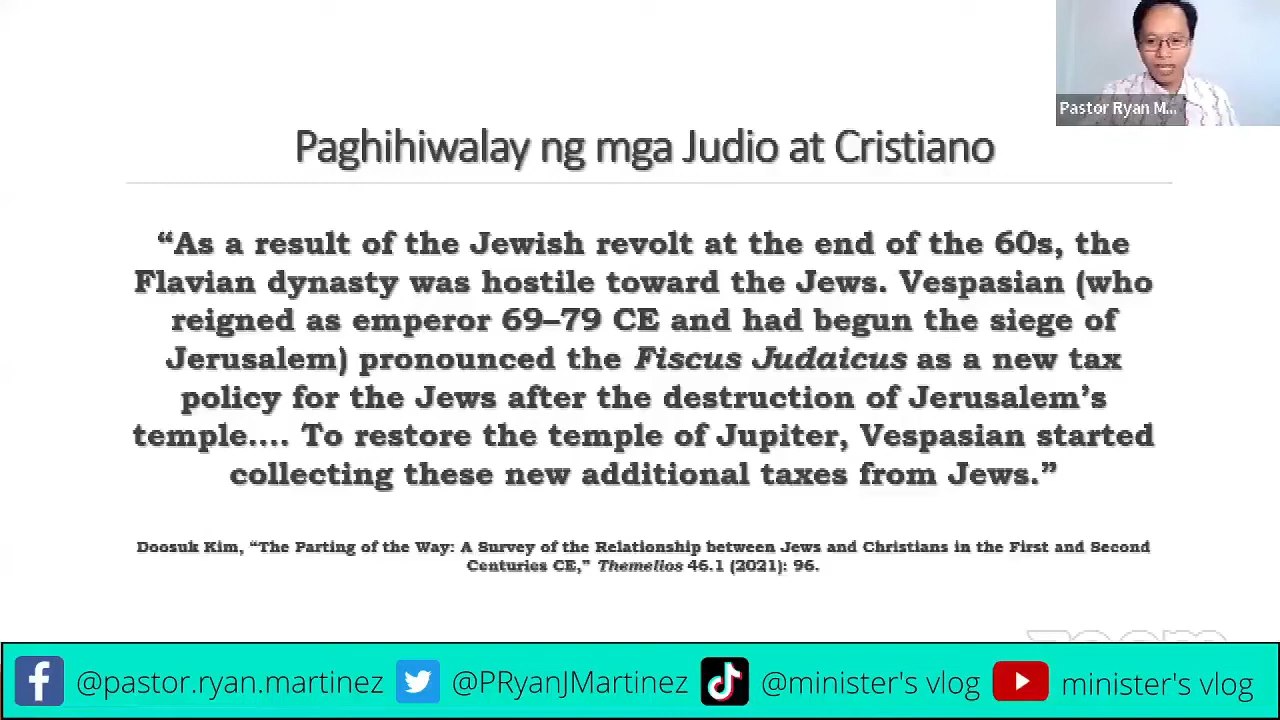 Pastor Ryan M...
Paghihiwalay ng mga Judio at Cristiano
“As a result of the Jewish revolt at the end of the 60s, the
Flavian dynasty was hostile toward the Jews. Vespasian (who
reigned as emperor 69–79 CE and had begun the siege of
Jerusalem) pronounced the Fiscus Judaicus as a new tax
policy for the Jews after the destruction of Jerusalem’s
temple.... To restore the temple of Jupiter, Vespasian started
collecting these new additional taxes from Jews.”
Doosuk Kim, “The Parting of the Way: A Survey of the Relationship between Jews and Christians in the First and Second
Centuries CE,” Themelios 46.1 (2021): 96.
zoom
@pastor.ryan.martinez @PRyanJMartinez @minister's vlog minister's vlog